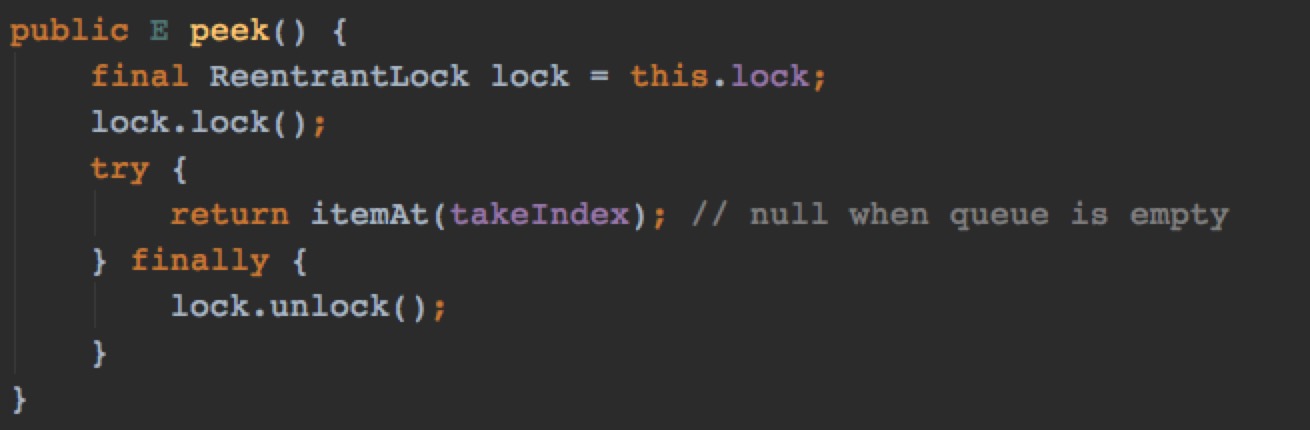 public E peek() {
    final ReentrantLock lock = this.lock;
    lock.lock();
    try {
        return itemAt(takeIndex); // null when queue is empty
    } finally {
        lock.unlock();
    }
}